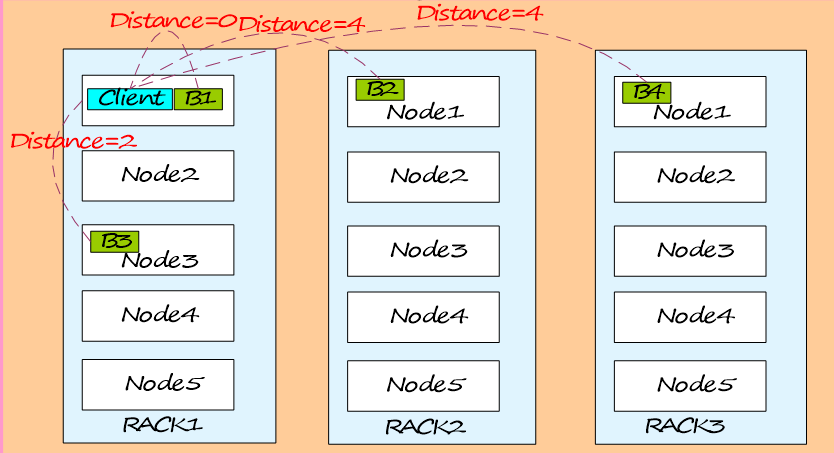 Distance=0
Distance=4
Distance=4
Distance=2
Client
B1
Node2
B3
Node3
Node4
Node5
RACK1
B2
Node1
Node2
Node3
Node4
Node5
RACK2
B4
Node1
Node2
Node3
Node4
Node5
RACK3